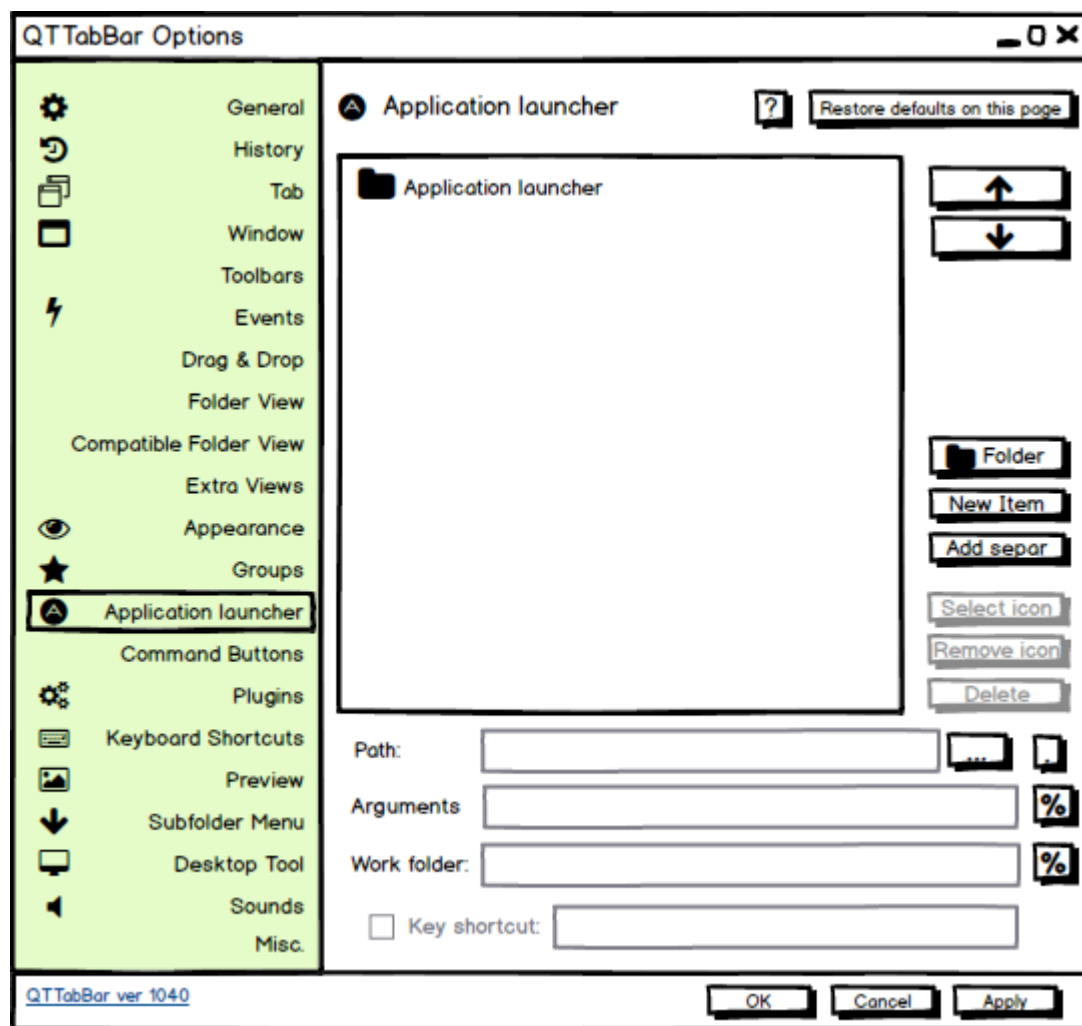 QTTabBar Options
General
History
Tab
Window
Toolbars
Events
Drag & Drop
Folder View
Compatible Folder View
Extra Views
Appearance
Groups
Application launcher
Command Buttons
Plugins
Keyboard Shortcuts
Preview
Subfolder Menu
Desktop Tool
Sounds
Misc.
Application launcher
?
Restore defaults on this page
Application launcher
Folder
New Item
Add separ
Select icon
Remove icon
Delete
Path:
...
.
Arguments
%
Work folder:
%
Key shortcut:
QTTabBar ver 1040
OK
Cancel
Apply